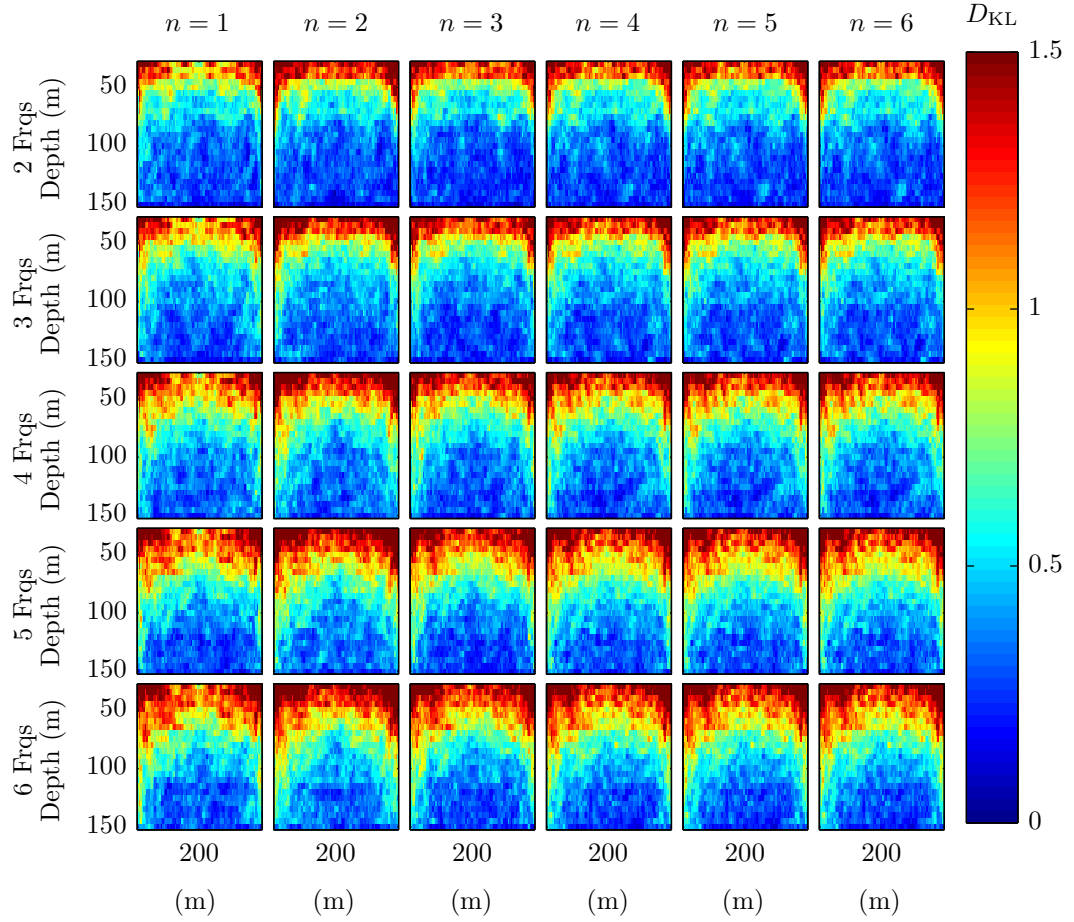 n = 1 n = 2 n = 3 n = 4 n = 5 n = 6 D_KL
2 Frqs
Depth (m)
50
100
150
3 Frqs
Depth (m)
50
100
150
4 Frqs
Depth (m)
50
100
150
5 Frqs
Depth (m)
50
100
150
6 Frqs
Depth (m)
50
100
150
200 200 200 200 200 200
(m) (m) (m) (m) (m) (m)
1.5
1
0.5
0